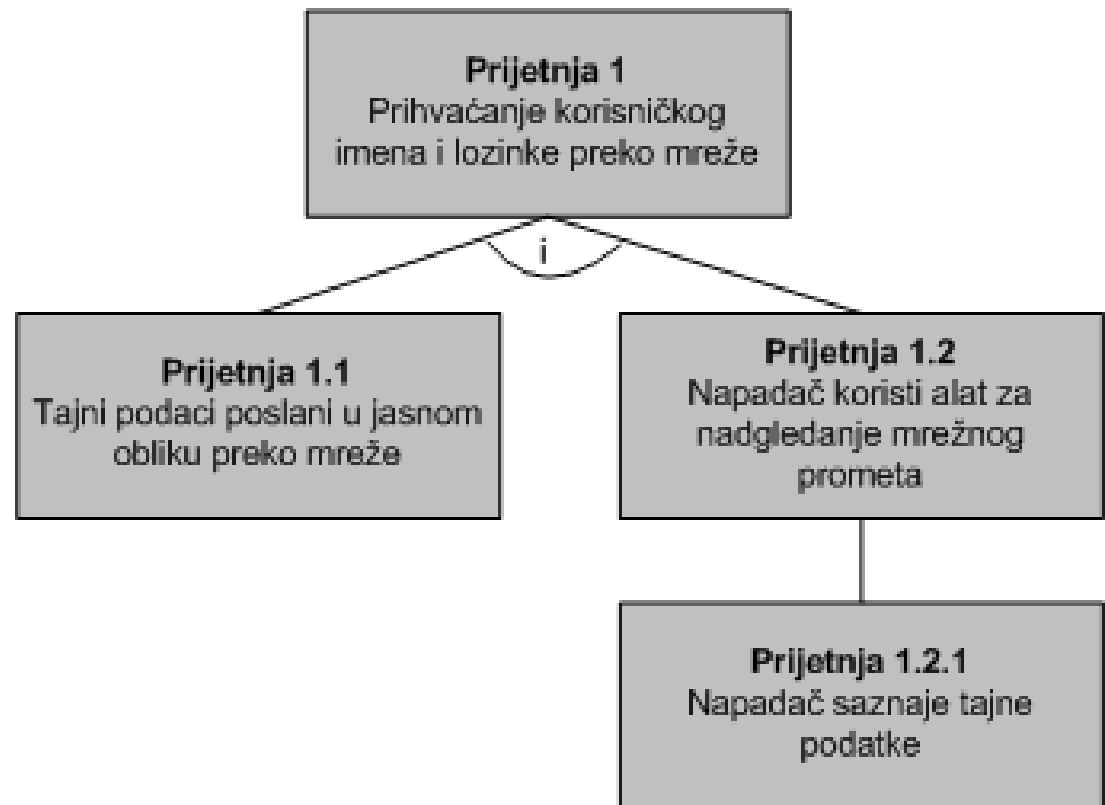 Prijetnja 1
Prihvaćanje korisničkog
imena i lozinke preko mreže
i
Prijetnja 1.1
Tajni podaci poslani u jasnom
obliku preko mreže
Prijetnja 1.2
Napadač koristi alat za
nadgledanje mrežnog
prometa
Prijetnja 1.2.1
Napadač saznaje tajne
podatke